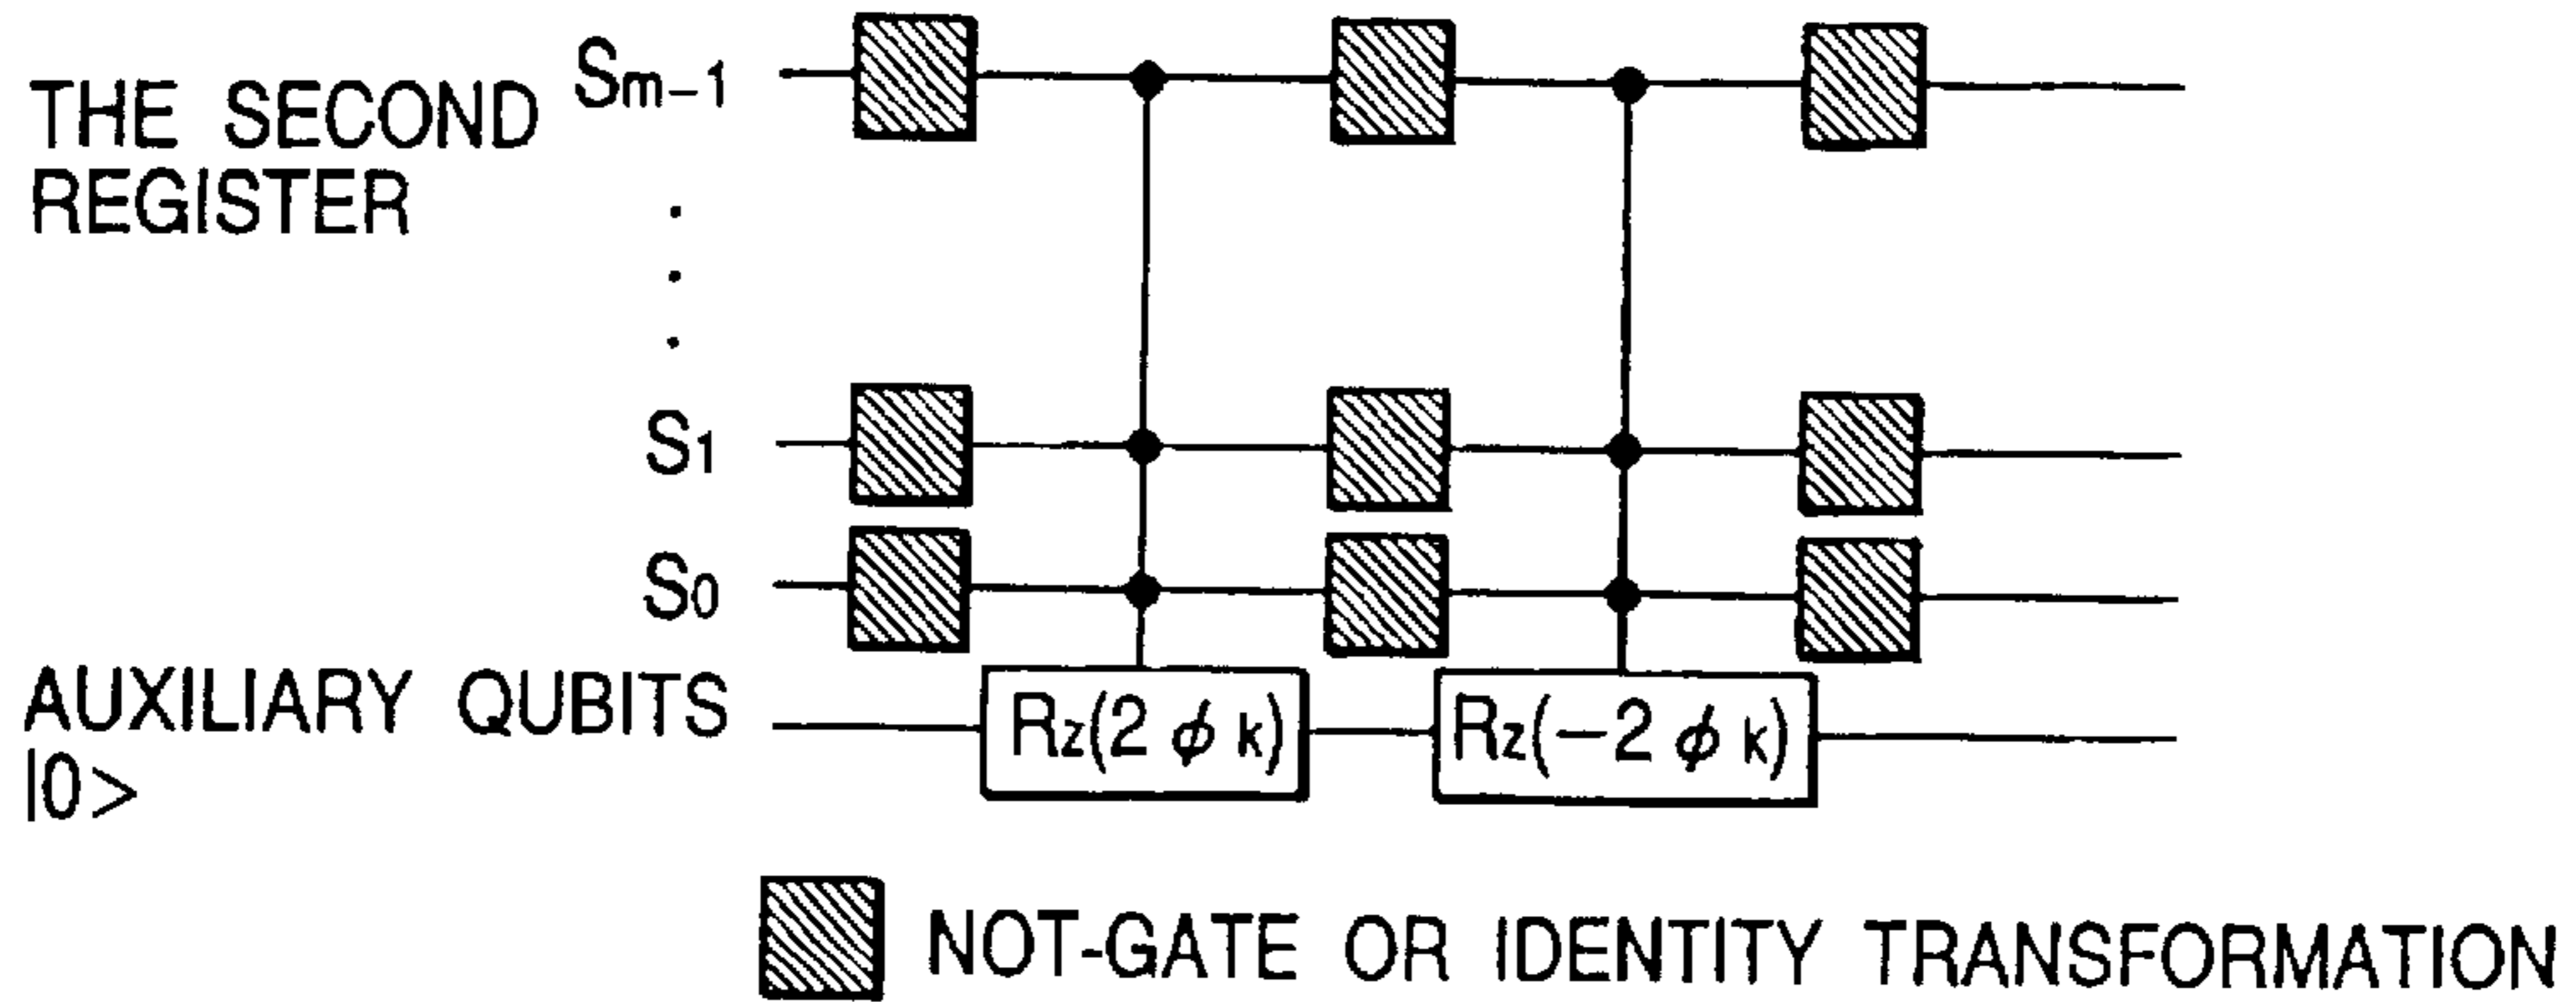 THE SECOND
REGISTER
Sm-1
.
.
.
S1
S0
AUXILIARY QUBITS
|0>
Rz(2 ϕ k)
Rz(-2 ϕ k)
NOT-GATE OR IDENTITY TRANSFORMATION